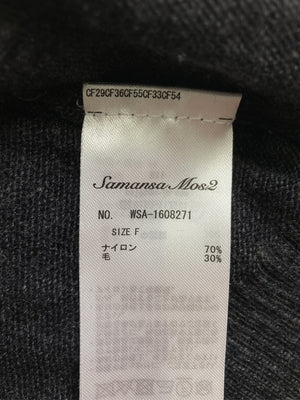 CF29CF36CF55CF33CF54
Samansa Mos2
NO. WSA-1608271
SIZE F
ナイロン 70%
毛 30%